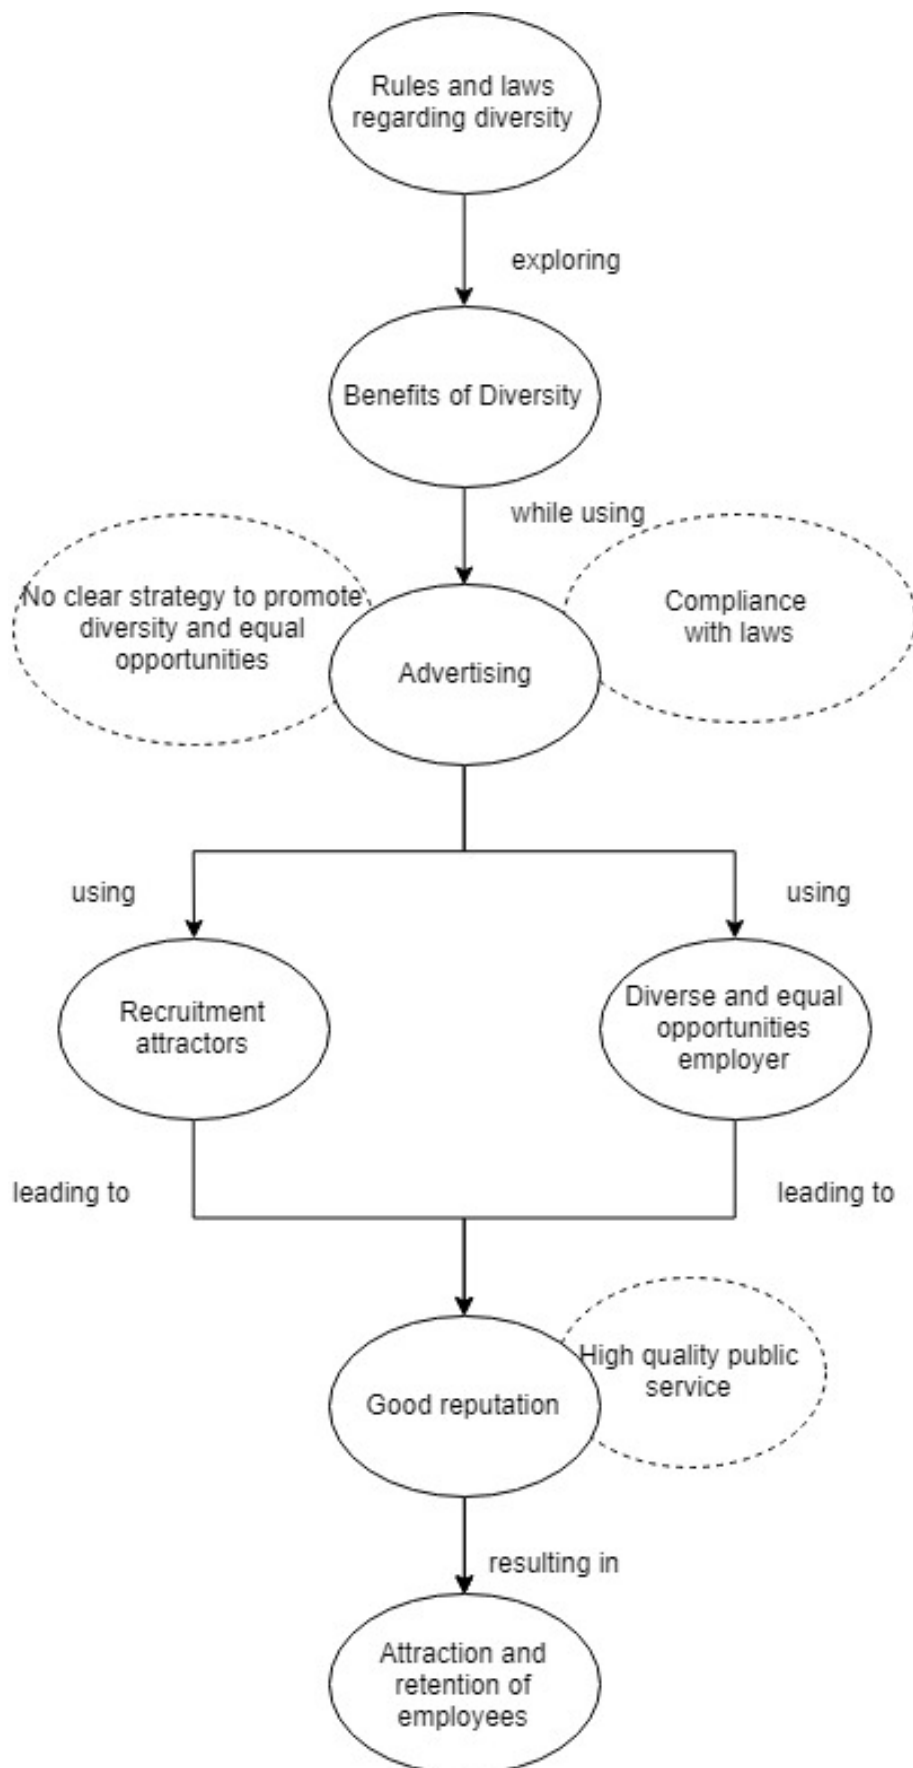 Rules and laws
regarding diversity
exploring
Benefits of Diversity
while using
No clear strategy to promote
diversity and equal
opportunities
Compliance
with laws
Advertising
using
using
Recruitment
attractors
Diverse and equal
opportunities
employer
leading to
leading to
High quality public
service
Good reputation
resulting in
Attraction and
retention of
employees